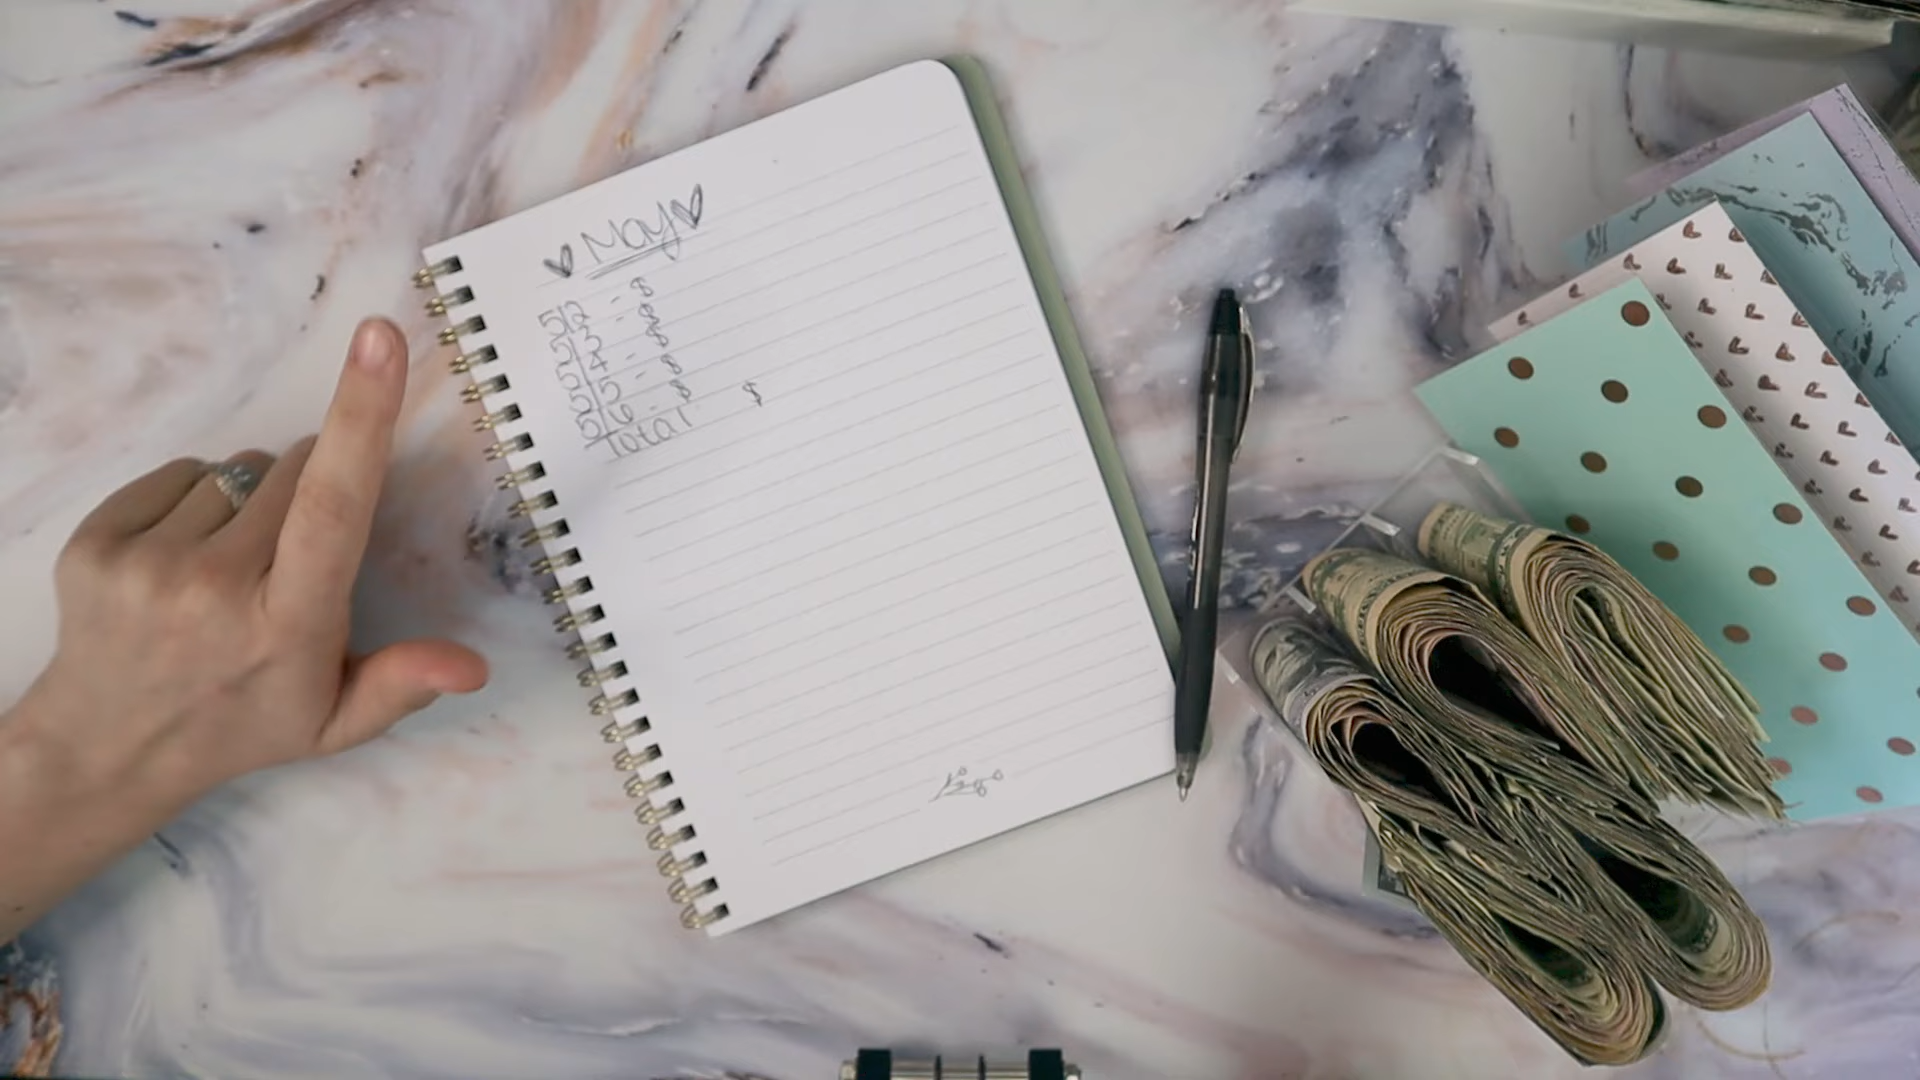 ♥ May ♥
5/2 - $
5/3 - $
5/4 - $
5/5 - $
5/6 - $
Total $